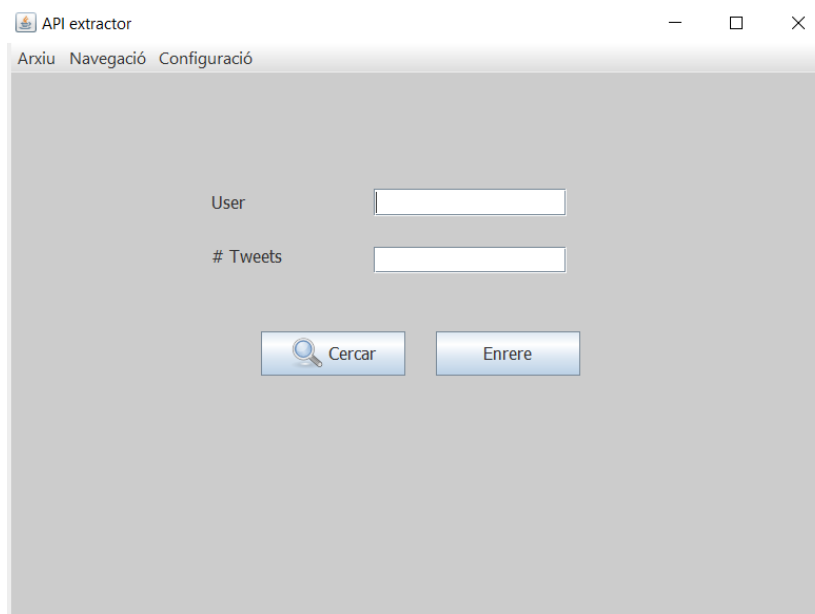 API extractor
Arxiu Navegació Configuració
User
# Tweets
Cercar Enrere